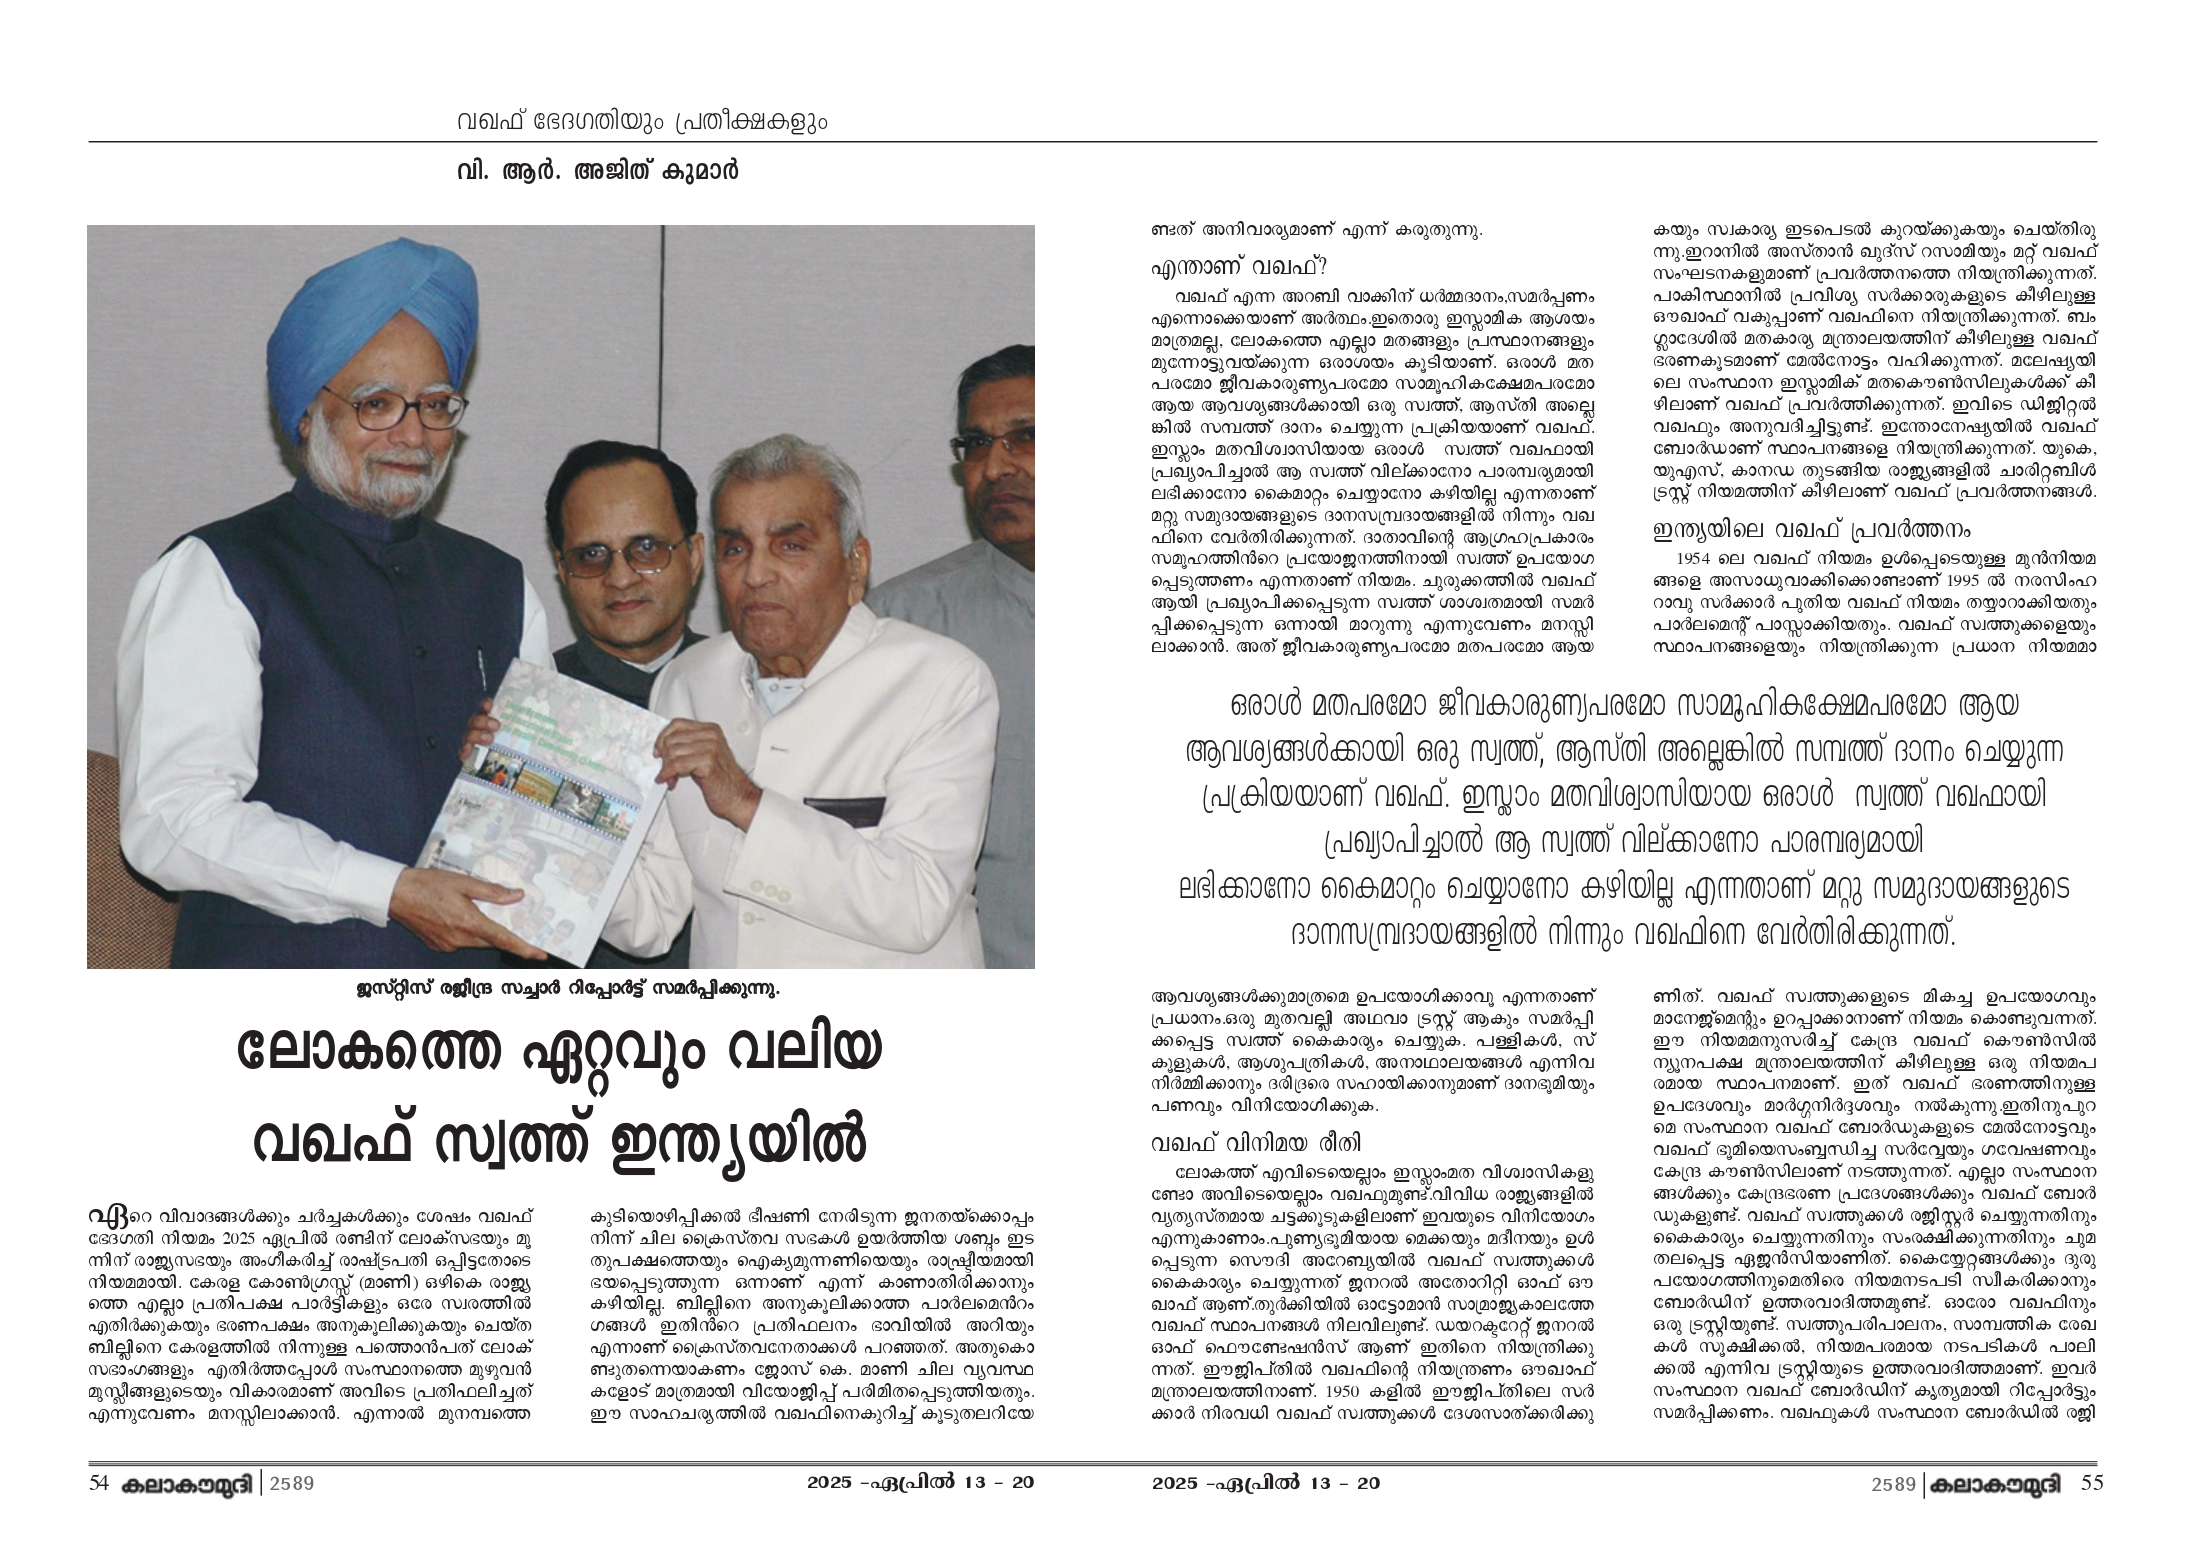 വഖഫ് ഭേദഗതിയും പ്രതീക്ഷകളും
വി. ആർ. അജിത് കുമാർ
ജസ്റ്റിസ് രജീന്ദ്ര സച്ചാർ റിപ്പോർട്ട് സമർപ്പിക്കുന്നു.
ലോകത്തെ ഏറ്റവും വലിയ
വഖഫ് സ്വത്ത് ഇന്ത്യയിൽ
ഏറെ വിവാദങ്ങൾക്കും ചർച്ചകൾക്കും ശേഷം വഖഫ്
ഭേദഗതി നിയമം 2025 ഏപ്രിൽ രണ്ടിന് ലോക്സഭയും മൂ
ന്നിന് രാജ്യസഭയും അംഗീകരിച്ച് രാഷ്ട്രപതി ഒപ്പിട്ടതോടെ
നിയമമായി. കേരള കോൺഗ്രസ്സ് (മാണി) ഒഴികെ രാജ്യ
ത്തെ എല്ലാ പ്രതിപക്ഷ പാർട്ടികളും ഒരേ സ്വരത്തിൽ
എതിർക്കുകയും ഭരണപക്ഷം അനുകൂലിക്കുകയും ചെയ്ത
ബില്ലിനെ കേരളത്തിൽ നിന്നുള്ള പത്തൊൻപത് ലോക്
സഭാംഗങ്ങളും എതിർത്തപ്പോൾ സംസ്ഥാനത്തെ മുഴുവൻ
മുസ്ലീങ്ങളുടെയും വികാരമാണ് അവിടെ പ്രതിഫലിച്ചത്
എന്നുവേണം മനസ്സിലാക്കാൻ. എന്നാൽ മുനമ്പത്തെ
കുടിയൊഴിപ്പിക്കൽ ഭീഷണി നേരിടുന്ന ജനതയ്ക്കൊപ്പം
നിന്ന് ചില ക്രൈസ്തവ സഭകൾ ഉയർത്തിയ ശബ്ദം ഇട
തുപക്ഷത്തെയും ഐക്യമുന്നണിയെയും രാഷ്ട്രീയമായി
ഭയപ്പെടുത്തുന്ന ഒന്നാണ് എന്ന് കാണാതിരിക്കാനും
കഴിയില്ല. ബില്ലിനെ അനുകൂലിക്കാത്ത പാർലമെൻറം
ഗങ്ങൾ ഇതിൻറെ പ്രതിഫലനം ഭാവിയിൽ അറിയും
എന്നാണ് ക്രൈസ്തവനേതാക്കൾ പറഞ്ഞത്. അതുകൊ
ണ്ടുതന്നെയാകണം ജോസ് കെ. മാണി ചില വ്യവസ്ഥ
കളോട് മാത്രമായി വിയോജിപ്പ് പരിമിതപ്പെടുത്തിയതും.
ഈ സാഹചര്യത്തിൽ വഖഫിനെകുറിച്ച് കൂടുതലറിയേ
ണ്ടത് അനിവാര്യമാണ് എന്ന് കരുതുന്നു.
എന്താണ് വഖഫ്?
വഖഫ് എന്ന അറബി വാക്കിന് ധർമ്മദാനം,സമർപ്പണം
എന്നൊക്കെയാണ് അർത്ഥം.ഇതൊരു ഇസ്ലാമിക ആശയം
മാത്രമല്ല, ലോകത്തെ എല്ലാ മതങ്ങളും പ്രസ്ഥാനങ്ങളും
മുന്നോട്ടുവയ്ക്കുന്ന ഒരാശയം കൂടിയാണ്. ഒരാൾ മത
പരമോ ജീവകാരുണ്യപരമോ സാമൂഹികക്ഷേമപരമോ
ആയ ആവശ്യങ്ങൾക്കായി ഒരു സ്വത്ത്, ആസ്തി അല്ലെ
ങ്കിൽ സമ്പത്ത് ദാനം ചെയ്യുന്ന പ്രക്രിയയാണ് വഖഫ്.
ഇസ്ലാം മതവിശ്വാസിയായ ഒരാൾ സ്വത്ത് വഖഫായി
പ്രഖ്യാപിച്ചാൽ ആ സ്വത്ത് വില്ക്കാനോ പാരമ്പര്യമായി
ലഭിക്കാനോ കൈമാറ്റം ചെയ്യാനോ കഴിയില്ല എന്നതാണ്
മറ്റു സമുദായങ്ങളുടെ ദാനസമ്പ്രദായങ്ങളിൽ നിന്നും വഖ
ഫിനെ വേർതിരിക്കുന്നത്. ദാതാവിന്റെ ആഗ്രഹപ്രകാരം
സമൂഹത്തിൻറെ പ്രയോജനത്തിനായി സ്വത്ത് ഉപയോഗ
പ്പെടുത്തണം എന്നതാണ് നിയമം. ചുരുക്കത്തിൽ വഖഫ്
ആയി പ്രഖ്യാപിക്കപ്പെടുന്ന സ്വത്ത് ശാശ്വതമായി സമർ
പ്പിക്കപ്പെടുന്ന ഒന്നായി മാറുന്നു എന്നുവേണം മനസ്സി
ലാക്കാൻ. അത് ജീവകാരുണ്യപരമോ മതപരമോ ആയ
കയും സ്വകാര്യ ഇടപെടൽ കുറയ്ക്കുകയും ചെയ്തിരു
ന്നു.ഇറാനിൽ അസ്താൻ ഖുദ്സ് റസാമിയും മറ്റ് വഖഫ്
സംഘടനകളുമാണ് പ്രവർത്തനത്തെ നിയന്ത്രിക്കുന്നത്.
പാകിസ്ഥാനിൽ പ്രവിശ്യ സർക്കാരുകളുടെ കീഴിലുള്ള
ഔഖാഫ് വകുപ്പാണ് വഖഫിനെ നിയന്ത്രിക്കുന്നത്. ബം
ഗ്ലാദേശിൽ മതകാര്യ മന്ത്രാലയത്തിന് കീഴിലുള്ള വഖഫ്
ഭരണകൂടമാണ് മേൽനോട്ടം വഹിക്കുന്നത്. മലേഷ്യയി
ലെ സംസ്ഥാന ഇസ്ലാമിക് മതകൌൺസിലുകൾക്ക് കീ
ഴിലാണ് വഖഫ് പ്രവർത്തിക്കുന്നത്. ഇവിടെ ഡിജിറ്റൽ
വഖഫും അനുവദിച്ചിട്ടുണ്ട്. ഇന്തോനേഷ്യയിൽ വഖഫ്
ബോർഡാണ് സ്ഥാപനങ്ങളെ നിയന്ത്രിക്കുന്നത്. യുകെ,
യുഎസ്, കാനഡ തുടങ്ങിയ രാജ്യങ്ങളിൽ ചാരിറ്റബിൾ
ട്രസ്റ്റ് നിയമത്തിന് കീഴിലാണ് വഖഫ് പ്രവർത്തനങ്ങൾ.
ഇന്ത്യയിലെ വഖഫ് പ്രവർത്തനം
1954 ലെ വഖഫ് നിയമം ഉൾപ്പെടെയുള്ള മുൻനിയമ
ങ്ങളെ അസാധുവാക്കിക്കൊണ്ടാണ് 1995 ൽ നരസിംഹ
റാവു സർക്കാർ പുതിയ വഖഫ് നിയമം തയ്യാറാക്കിയതും
പാർലമെന്റ് പാസ്സാക്കിയതും. വഖഫ് സ്വത്തുക്കളെയും
സ്ഥാപനങ്ങളെയും നിയന്ത്രിക്കുന്ന പ്രധാന നിയമമാ
ഒരാൾ മതപരമോ ജീവകാരുണ്യപരമോ സാമൂഹികക്ഷേമപരമോ ആയ
ആവശ്യങ്ങൾക്കായി ഒരു സ്വത്ത്, ആസ്തി അല്ലെങ്കിൽ സമ്പത്ത് ദാനം ചെയ്യുന്ന
പ്രക്രിയയാണ് വഖഫ്. ഇസ്ലാം മതവിശ്വാസിയായ ഒരാൾ സ്വത്ത് വഖഫായി
പ്രഖ്യാപിച്ചാൽ ആ സ്വത്ത് വില്ക്കാനോ പാരമ്പര്യമായി
ലഭിക്കാനോ കൈമാറ്റം ചെയ്യാനോ കഴിയില്ല എന്നതാണ് മറ്റു സമുദായങ്ങളുടെ
ദാനസമ്പ്രദായങ്ങളിൽ നിന്നും വഖഫിനെ വേർതിരിക്കുന്നത്.
ആവശ്യങ്ങൾക്കുമാത്രമെ ഉപയോഗിക്കാവൂ എന്നതാണ്
പ്രധാനം.ഒരു മുതവല്ലി അഥവാ ട്രസ്റ്റ് ആകും സമർപ്പി
ക്കപ്പെട്ട സ്വത്ത് കൈകാര്യം ചെയ്യുക. പള്ളികൾ, സ്
കൂളുകൾ, ആശുപത്രികൾ, അനാഥാലയങ്ങൾ എന്നിവ
നിർമ്മിക്കാനും ദരിദ്രരെ സഹായിക്കാനുമാണ് ദാനഭൂമിയും
പണവും വിനിയോഗിക്കുക.
വഖഫ് വിനിമയ രീതി
ലോകത്ത് എവിടെയെല്ലാം ഇസ്ലാംമത വിശ്വാസികളു
ണ്ടോ അവിടെയെല്ലാം വഖഫുമുണ്ട്.വിവിധ രാജ്യങ്ങളിൽ
വ്യത്യസ്തമായ ചട്ടക്കൂടുകളിലാണ് ഇവയുടെ വിനിയോഗം
എന്നുകാണാം.പുണ്യഭൂമിയായ മെക്കയും മദീനയും ഉൾ
പ്പെടുന്ന സൌദി അറേബ്യയിൽ വഖഫ് സ്വത്തുക്കൾ
കൈകാര്യം ചെയ്യുന്നത് ജനറൽ അതോറിറ്റി ഓഫ് ഔ
ഖാഫ് ആണ്.തുർക്കിയിൽ ഓട്ടോമാൻ സാമ്രാജ്യകാലത്തേ
വഖഫ് സ്ഥാപനങ്ങൾ നിലവിലുണ്ട്. ഡയറക്ടറേറ്റ് ജനറൽ
ഓഫ് ഫൌണ്ടേഷൻസ് ആണ് ഇതിനെ നിയന്ത്രിക്കു
ന്നത്. ഈജിപ്തിൽ വഖഫിന്റെ നിയന്ത്രണം ഔഖാഫ്
മന്ത്രാലയത്തിനാണ്. 1950 കളിൽ ഈജിപ്തിലെ സർ
ക്കാർ നിരവധി വഖഫ് സ്വത്തുക്കൾ ദേശസാത്ക്കരിക്കു
ണിത്. വഖഫ് സ്വത്തുക്കളുടെ മികച്ച ഉപയോഗവും
മാനേജ്മെന്റും ഉറപ്പാക്കാനാണ് നിയമം കൊണ്ടുവന്നത്.
ഈ നിയമമനുസരിച്ച് കേന്ദ്ര വഖഫ് കൌൺസിൽ
ന്യൂനപക്ഷ മന്ത്രാലയത്തിന് കീഴിലുള്ള ഒരു നിയമപ
രമായ സ്ഥാപനമാണ്. ഇത് വഖഫ് ഭരണത്തിനുള്ള
ഉപദേശവും മാർഗ്ഗനിർദ്ദശവും നൽകുന്നു.ഇതിനുപുറ
മെ സംസ്ഥാന വഖഫ് ബോർഡുകളുടെ മേൽനോട്ടവും
വഖഫ് ഭൂമിയെസംബ്ബന്ധിച്ച സർവ്വേയും ഗവേഷണവും
കേന്ദ്ര കൗൺസിലാണ് നടത്തുന്നത്. എല്ലാ സംസ്ഥാന
ങ്ങൾക്കും കേന്ദ്രഭരണ പ്രദേശങ്ങൾക്കും വഖഫ് ബോർ
ഡുകളുണ്ട്. വഖഫ് സ്വത്തുക്കൾ രജിസ്റ്റർ ചെയ്യുന്നതിനും
കൈകാര്യം ചെയ്യുന്നതിനും സംരക്ഷിക്കുന്നതിനും ചുമ
തലപ്പെട്ട ഏജൻസിയാണിത്. കൈയ്യേറ്റങ്ങൾക്കും ദുരു
പയോഗത്തിനുമെതിരെ നിയമനടപടി സ്വീകരിക്കാനും
ബോർഡിന് ഉത്തരവാദിത്തമുണ്ട്. ഓരോ വഖഫിനും
ഒരു ട്രസ്റ്റിയുണ്ട്. സ്വത്തുപരിപാലനം, സാമ്പത്തിക രേഖ
കൾ സൂക്ഷിക്കൽ, നിയമപരമായ നടപടികൾ പാലി
ക്കൽ എന്നിവ ട്രസ്റ്റിയുടെ ഉത്തരവാദിത്തമാണ്. ഇവർ
സംസ്ഥാന വഖഫ് ബോർഡിന് കൃത്യമായി റിപ്പോർട്ടും
സമർപ്പിക്കണം. വഖഫുകൾ സംസ്ഥാന ബോർഡിൽ രജി
54 കലാകൗമുദി 2589
2025 -ഏപ്രിൽ 13 - 20
2025 -ഏപ്രിൽ 13 - 20
2589 കലാകൗമുദി 55